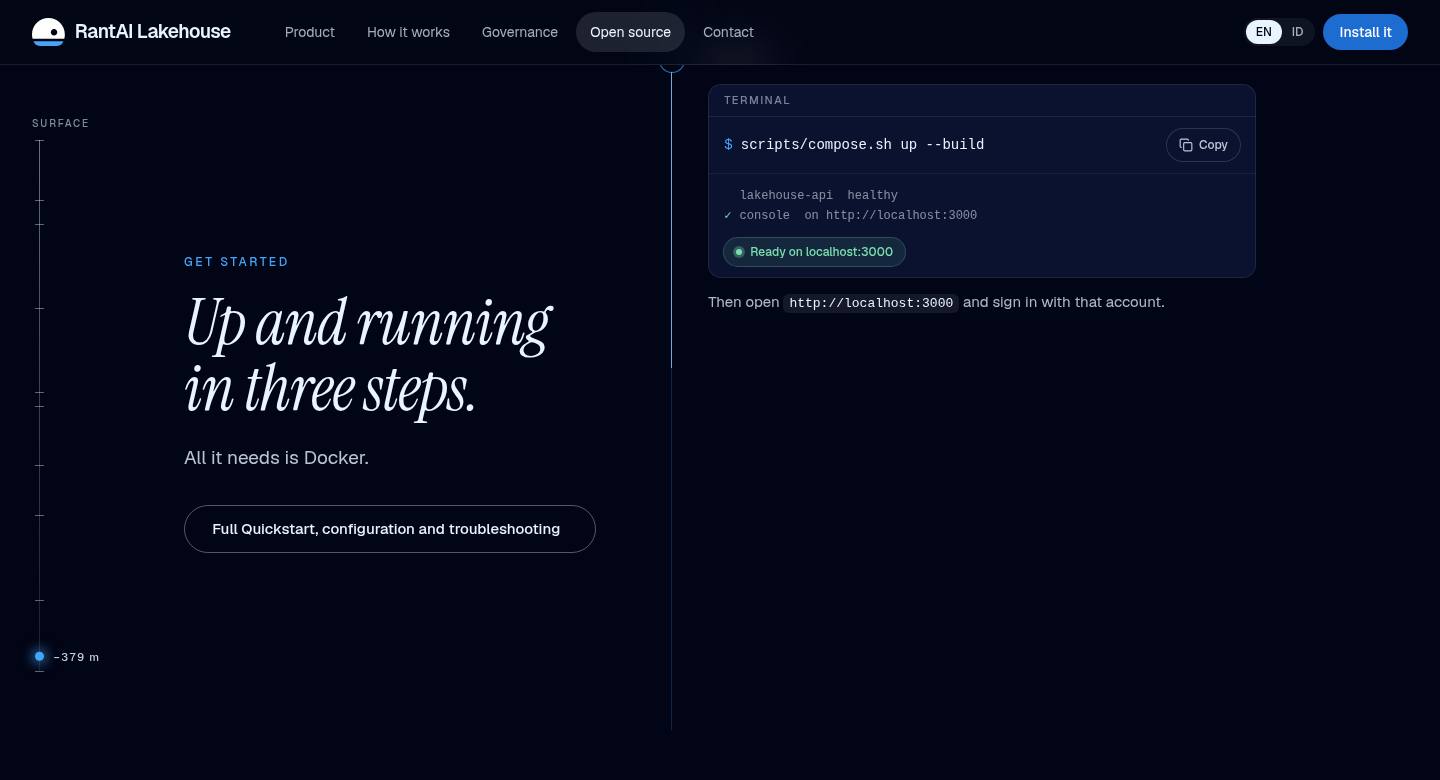 RantAI Lakehouse
Product
How it works
Governance
Open source
Contact
EN
ID
Install it
SURFACE
−379 m
GET STARTED
Up and running
in three steps.
All it needs is Docker.
Full Quickstart, configuration and troubleshooting
TERMINAL
$ scripts/compose.sh up --build
Copy
lakehouse-api  healthy
✓ console  on http://localhost:3000
Ready on localhost:3000
Then open http://localhost:3000 and sign in with that account.